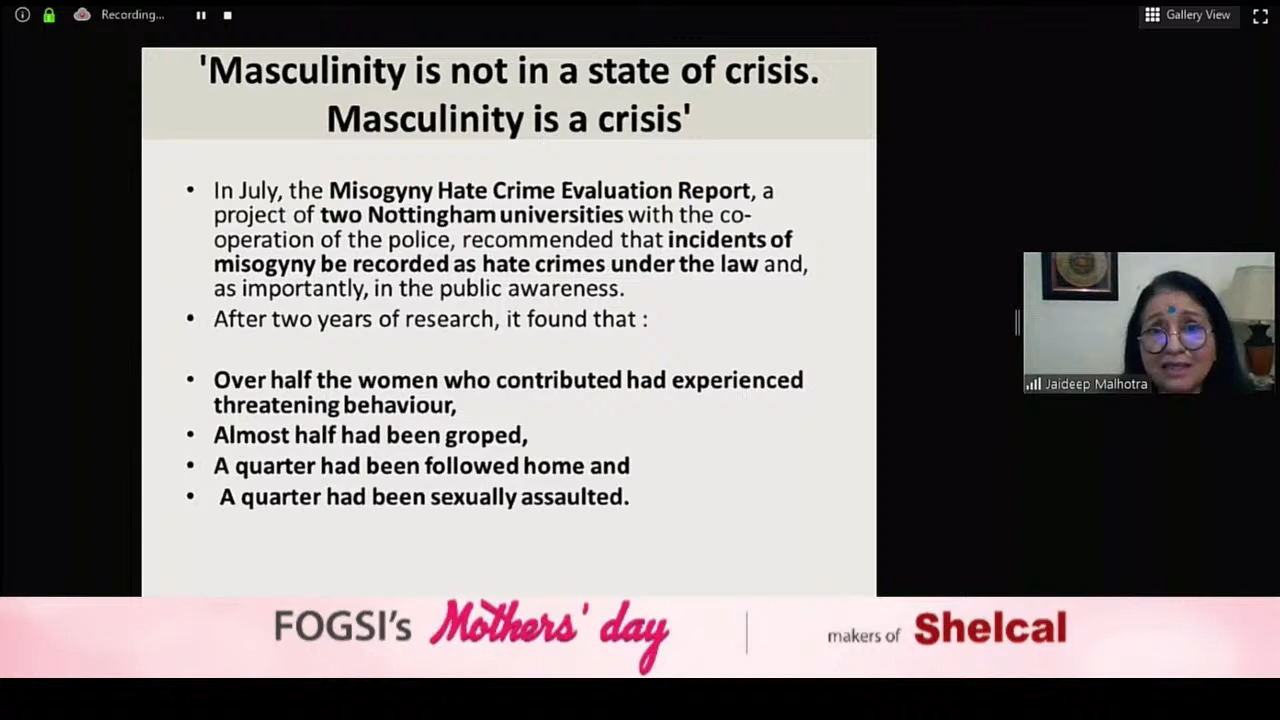 Recording...
Gallery View
'Masculinity is not in a state of crisis.
Masculinity is a crisis'
• In July, the Misogyny Hate Crime Evaluation Report, a
project of two Nottingham universities with the co-
operation of the police, recommended that incidents of
misogyny be recorded as hate crimes under the law and,
as importantly, in the public awareness.
• After two years of research, it found that :
• Over half the women who contributed had experienced
threatening behaviour,
• Almost half had been groped,
• A quarter had been followed home and
• A quarter had been sexually assaulted.
Jaideep Malhotra
FOGSI's Mothers' day
makers of Shelcal